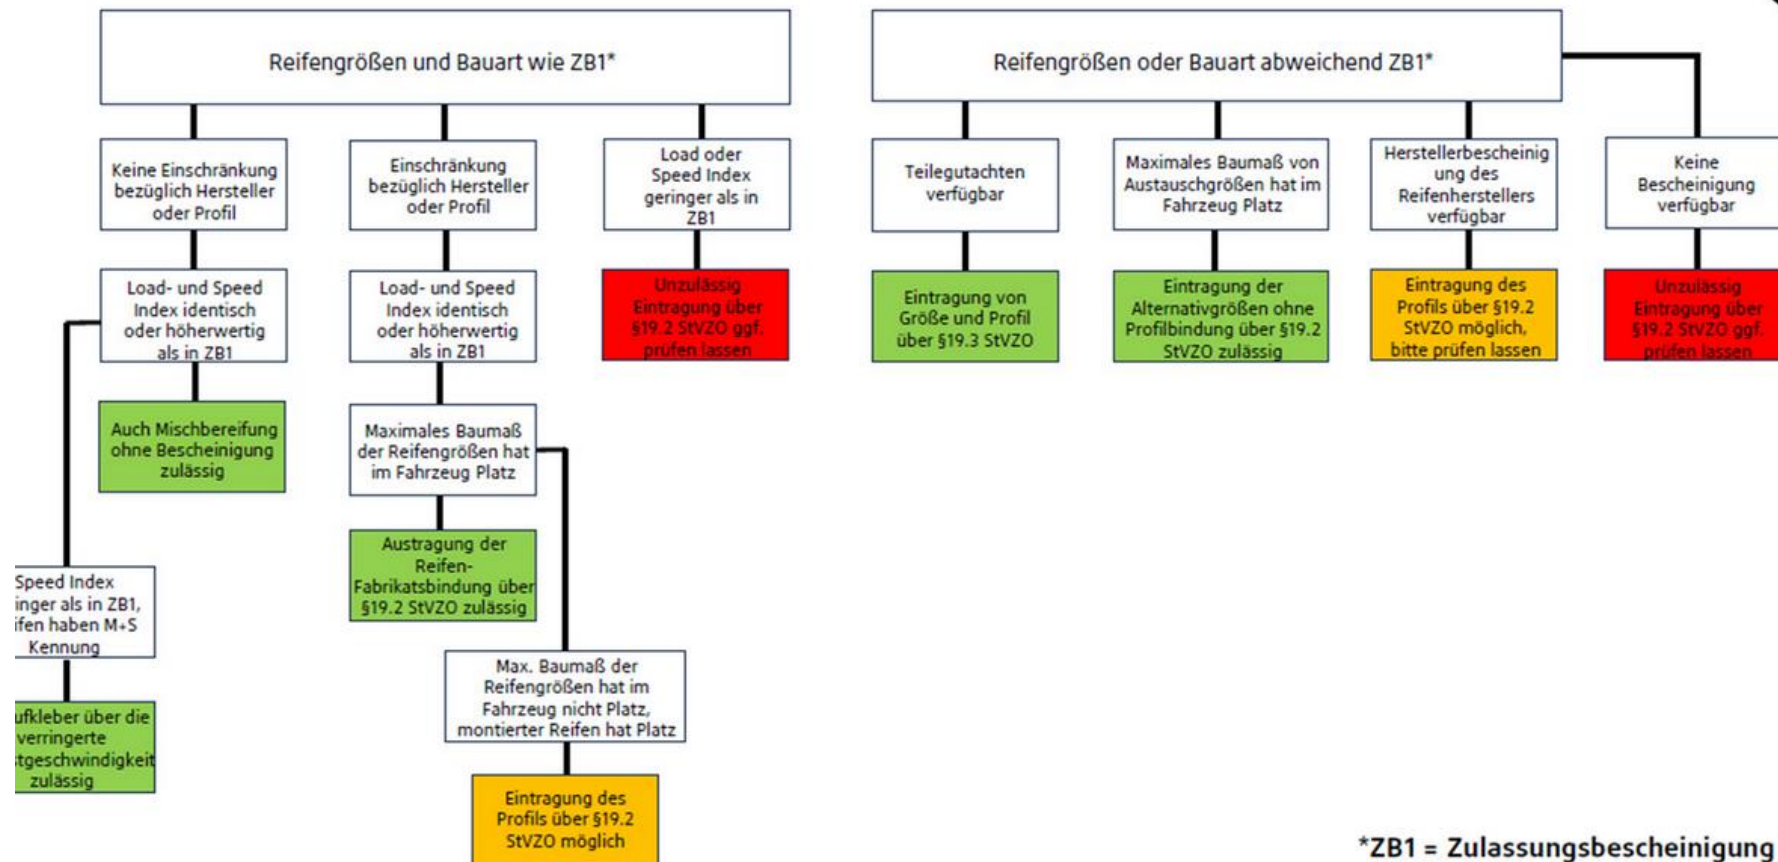 Reifengrößen und Bauart wie ZB1*
Keine Einschränkung
bezüglich Hersteller
oder Profil
Load- und Speed
Index identisch
oder höherwertig
als in ZB1
Auch Mischbereifung
ohne Bescheinigung
zulässig
Speed Index
inger als in ZB1,
ifen haben M+S
Kennung
ufkleber über die
verringerte
stgeschwindigkeit
zulässig
Einschränkung
bezüglich Hersteller
oder Profil
Load- und Speed
Index identisch
oder höherwertig
als in ZB1
Maximales Baumaß
der Reifengrößen hat
im Fahrzeug Platz
Austragung der
Reifen-
Fabrikatsbindung über
§19.2 StVZO zulässig
Max. Baumaß der
Reifengrößen hat im
Fahrzeug nicht Platz,
montierter Reifen hat Platz
Eintragung des
Profils über §19.2
StVZO möglich
Load oder
Speed Index
geringer als in
ZB1
Unzulässig
Eintragung über
§19.2 StVZO ggf.
prüfen lassen
Reifengrößen oder Bauart abweichend ZB1*
Teilegutachten
verfügbar
Eintragung von
Größe und Profil
über §19.3 StVZO
Maximales Baumaß von
Austauschgrößen hat im
Fahrzeug Platz
Eintragung der
Alternativgrößen ohne
Profilbindung über §19.2
StVZO zulässig
Herstellerbescheinig
ung des
Reifenherstellers
verfügbar
Eintragung des
Profils über §19.2
StVZO möglich,
bitte prüfen lassen
Keine
Bescheinigung
verfügbar
Unzulässig
Eintragung über
§19.2 StVZO ggf.
prüfen lassen
*ZB1 = Zulassungsbescheinigung